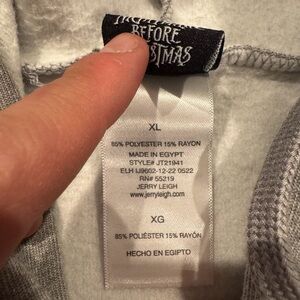 BEFORE
XL
85% POLYESTER 15% RAYON
MADE IN EGYPT
STYLE# JT21941
ELH IJ9602-12-22 0522
RN# 55219
JERRY LEIGH
www.jerryleigh.com
XG
85% POLIÉSTER 15% RAYÓN
HECHO EN EGIPTO